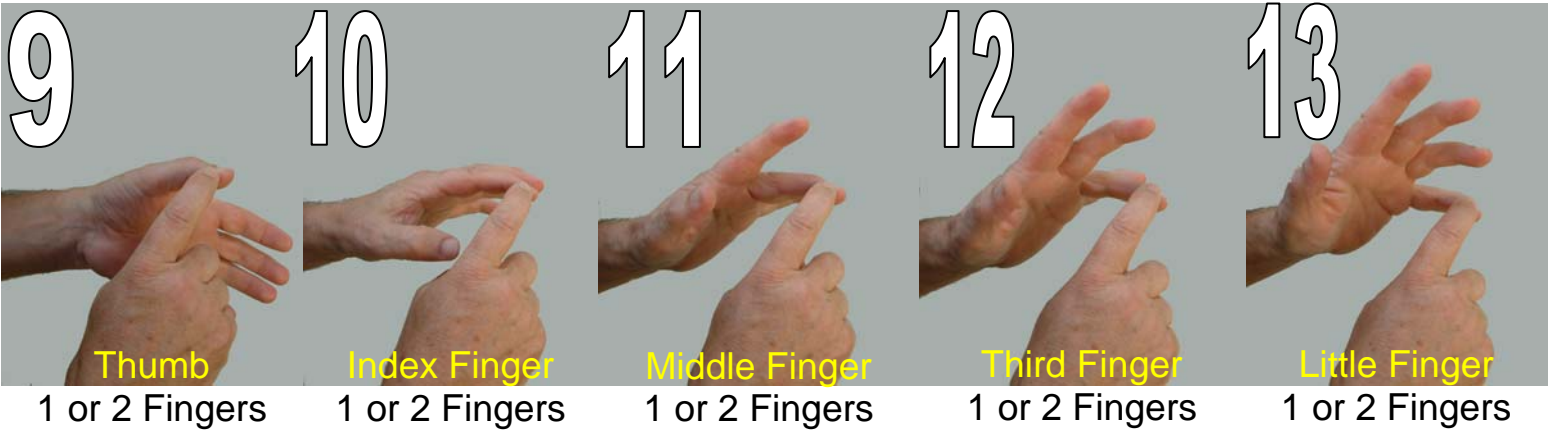 9 10 11 12 13
Thumb Index Finger Middle Finger Third Finger Little Finger
1 or 2 Fingers 1 or 2 Fingers 1 or 2 Fingers 1 or 2 Fingers 1 or 2 Fingers